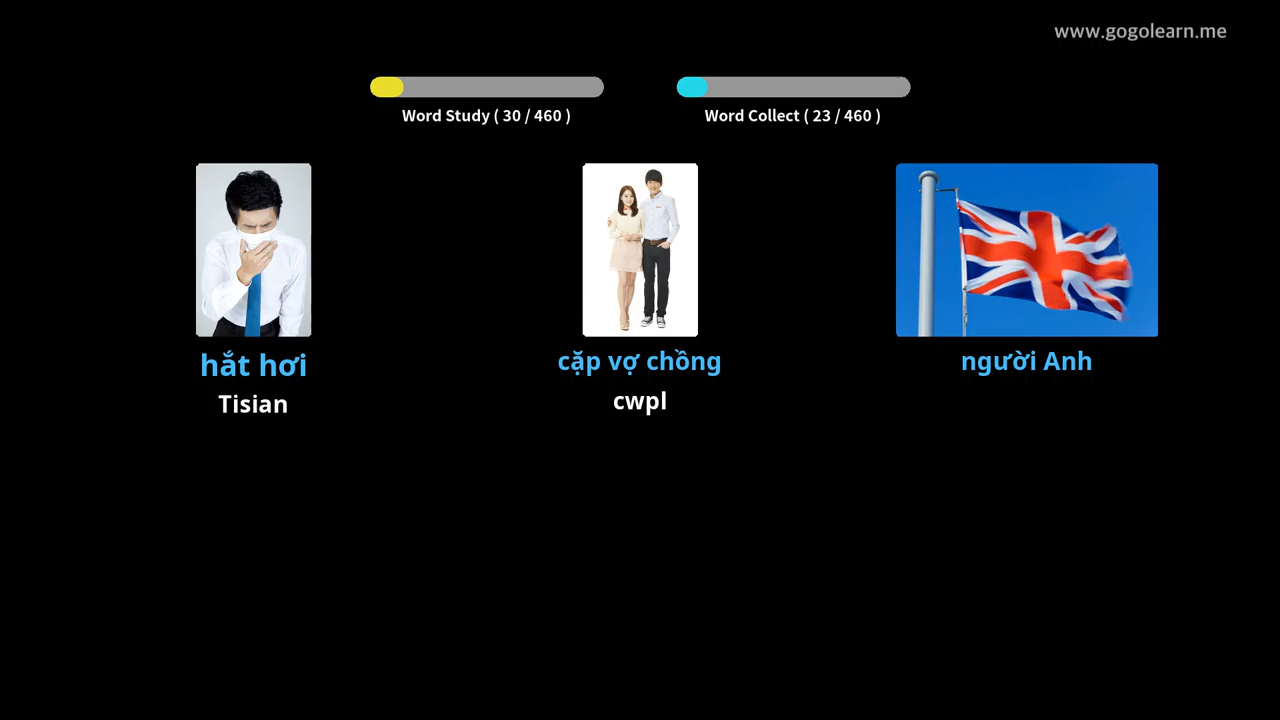 www.gogolearn.me
Word Study ( 30 / 460 )
Word Collect ( 23 / 460 )
hắt hơi
Tisian
cặp vợ chồng
cwpl
người Anh